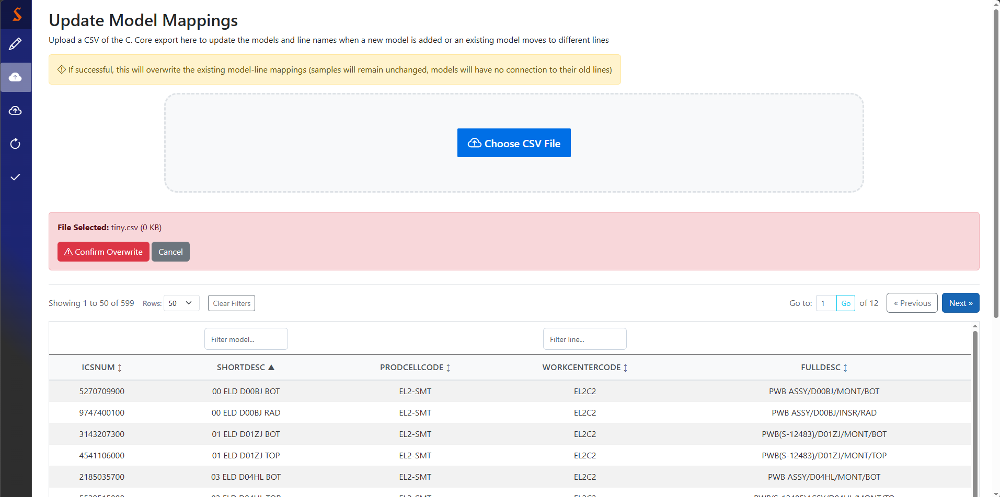 Update Model Mappings
Upload a CSV of the C. Core export here to update the models and line names when a new model is added or an existing model moves to different lines
If successful, this will overwrite the existing model-line mappings (samples will remain unchanged, models will have no connection to their old lines)
Choose CSV File
File Selected: tiny.csv (0 KB)
Confirm Overwrite Cancel
Showing 1 to 50 of 599 Rows: 50 Clear Filters Go to: 1 Go of 12 « Previous Next »
Filter model... Filter line...
ICSNUM SHORTDESC PRODCELLCODE WORKCENTERCODE FULLDESC
5270709900 00 ELD D00BJ BOT EL2-SMT EL2C2 PWB ASSY/D00BJ/MONT/BOT
9747400100 00 ELD D00BJ RAD EL2-SMT EL2C2 PWB ASSY/D00BJ/INSR/RAD
3143207300 01 ELD D01ZJ BOT EL2-SMT EL2C2 PWB(S-12483)/D01ZJ/MONT/BOT
4541106000 01 ELD D01ZJ TOP EL2-SMT EL2C2 PWB(S-12483)/D01ZJ/MONT/TOP
2185035700 03 ELD D04HL BOT EL2-SMT EL2C2 PWB ASSY/D04HL/MONT/BOT